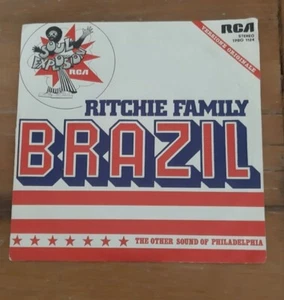 SOUL
EXPLOSION
RCA
RCA
STEREO
VERSIONE ORIGINALE
RITCHIE FAMILY
BRAZIL
THE OTHER SOUND OF PHILADELPHIA